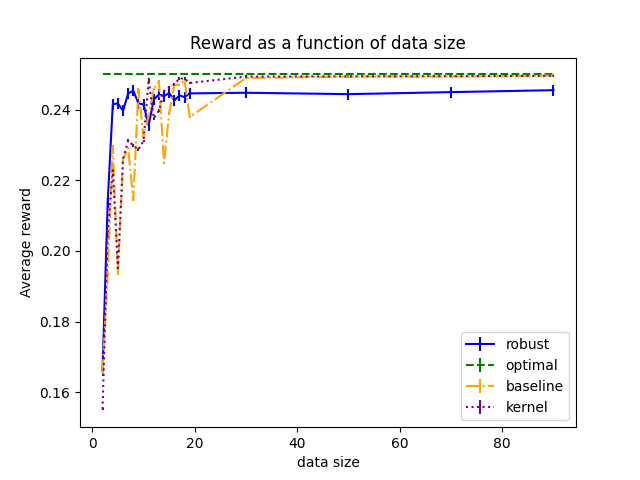 Reward as a function of data size
Average reward
0.24
0.22
0.20
0.18
0.16
0
20
40
60
80
data size
robust
optimal
baseline
kernel